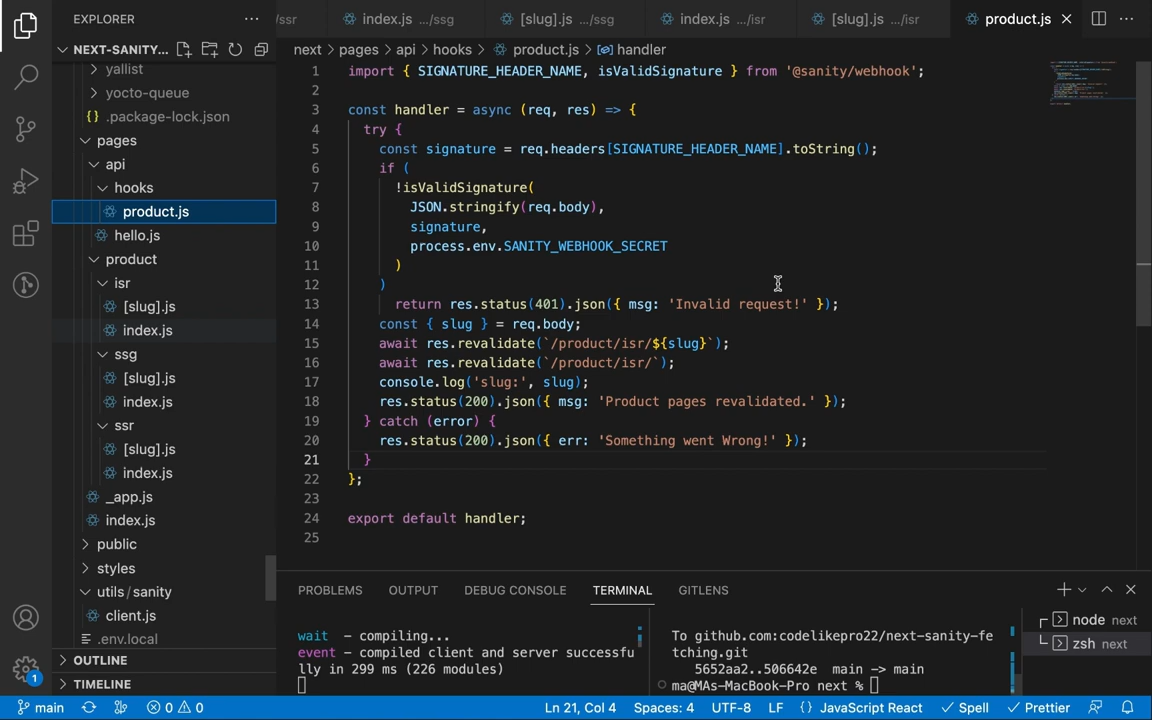 EXPLORER
/ssr
index.js .../ssg
[slug].js .../ssg
index.js .../isr
[slug].js .../isr
product.js
NEXT-SANITY...
next > pages > api > hooks > product.js > handler
yallist
yocto-queue
{} .package-lock.json
pages
api
hooks
product.js
hello.js
product
isr
[slug].js
index.js
ssg
[slug].js
index.js
ssr
[slug].js
index.js
_app.js
index.js
public
styles
utils/sanity
client.js
.env.local
OUTLINE
TIMELINE
1 import { SIGNATURE_HEADER_NAME, isValidSignature } from '@sanity/webhook';
2
3 const handler = async (req, res) => {
4 try {
5 const signature = req.headers[SIGNATURE_HEADER_NAME].toString();
6 if (
7 !isValidSignature(
8 JSON.stringify(req.body),
9 signature,
10 process.env.SANITY_WEBHOOK_SECRET
11 )
12 )
13 return res.status(401).json({ msg: 'Invalid request!' });
14 const { slug } = req.body;
15 await res.revalidate(`/product/isr/${slug}`);
16 await res.revalidate(`/product/isr/`);
17 console.log('slug:', slug);
18 res.status(200).json({ msg: 'Product pages revalidated.' });
19 } catch (error) {
20 res.status(200).json({ err: 'Something went Wrong!' });
21 }
22 };
23
24 export default handler;
25
PROBLEMS OUTPUT DEBUG CONSOLE TERMINAL GITLENS
wait - compiling...
event - compiled client and server successfu
lly in 299 ms (226 modules)
To github.com:codelikepro22/next-sanity-fe
tching.git
5652aa2..506642e main -> main
ma@MAs-MacBook-Pro next %
node next
zsh next
1
main 0 0 Ln 21, Col 4 Spaces: 4 UTF-8 LF {} JavaScript React Spell Prettier